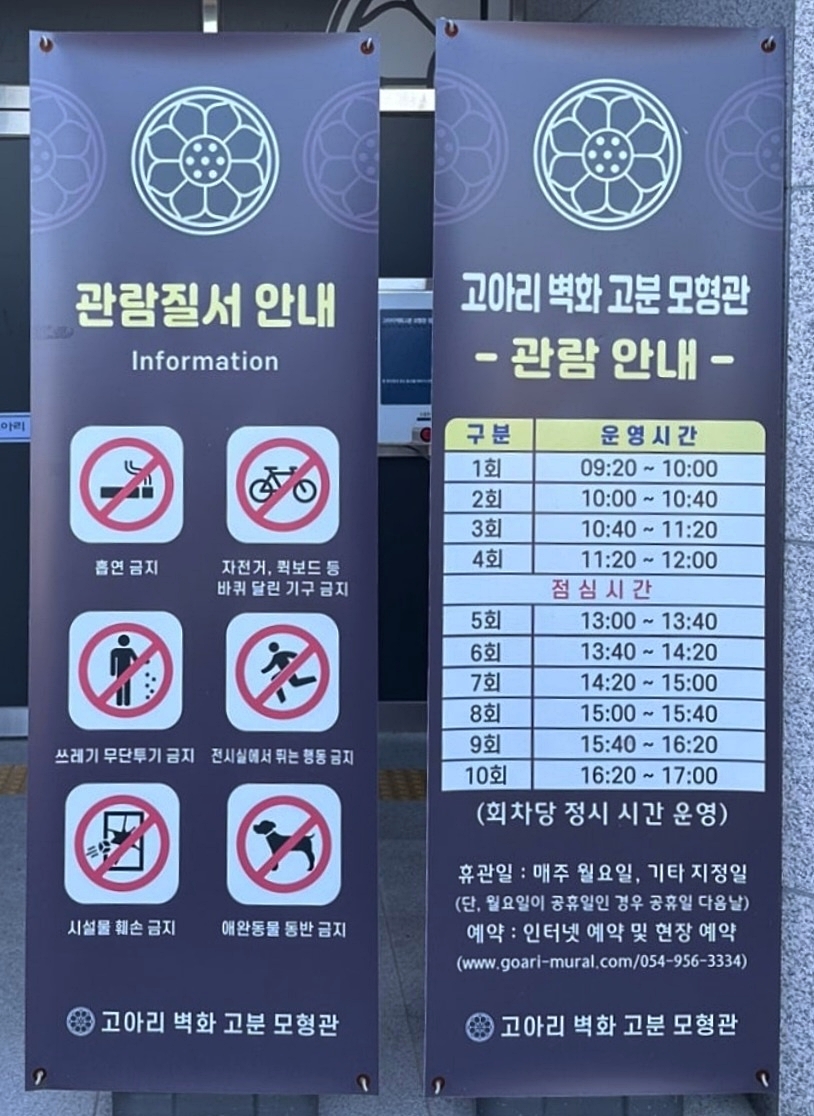 관람질서 안내
Information
흡연 금지
자전거, 퀵보드 등
바퀴 달린 기구 금지
쓰레기 무단투기 금지
전시실에서 뛰는 행동 금지
시설물 훼손 금지
애완동물 동반 금지
고아리 벽화 고분 모형관
고아리 벽화 고분 모형관
- 관람 안내 -
구분 운영시간
1회 09:20 ~ 10:00
2회 10:00 ~ 10:40
3회 10:40 ~ 11:20
4회 11:20 ~ 12:00
점심시간
5회 13:00 ~ 13:40
6회 13:40 ~ 14:20
7회 14:20 ~ 15:00
8회 15:00 ~ 15:40
9회 15:40 ~ 16:20
10회 16:20 ~ 17:00
(회차당 정시 시간 운영)
휴관일 : 매주 월요일, 기타 지정일
(단, 월요일이 공휴일인 경우 공휴일 다음날)
예약 : 인터넷 예약 및 현장 예약
(www.goari-mural.com/054-956-3334)
고아리 벽화 고분 모형관